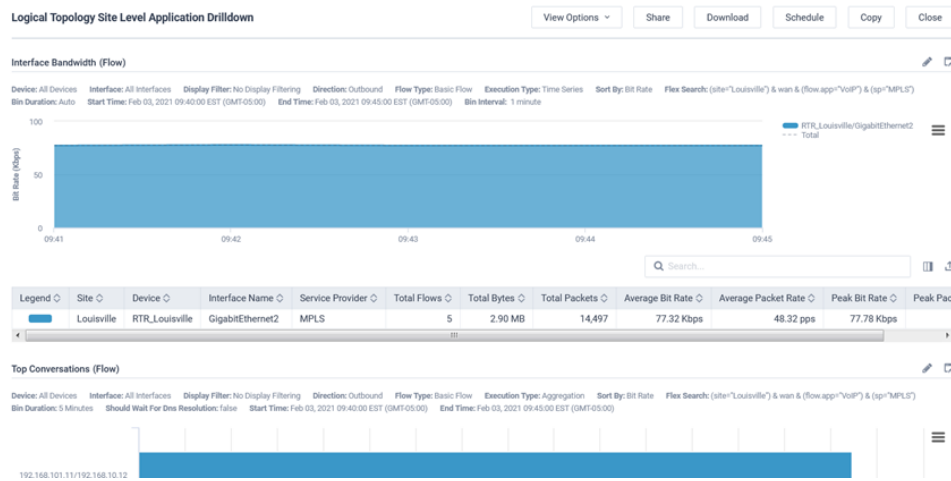 Logical Topology Site Level Application Drilldown
View Options Share Download Schedule Copy Close
Interface Bandwidth (Flow)
Device: All Devices Interface: All Interfaces Display Filter: No Display Filtering Direction: Outbound Flow Type: Basic Flow Execution Type: Time Series Sort By: Bit Rate Flex Search: (site="Louisville") & wan & (flow.app="VoIP") & (sp="MPLS")
Bin Duration: Auto Start Time: Feb 03, 2021 09:40:00 EST (GMT-05:00) End Time: Feb 03, 2021 09:45:00 EST (GMT-05:00) Bin Interval: 1 minute
100
RTR_Louisville/GigabitEthernet2
Total
Bit Rate (Kbps)
50
0
09:41 09:42 09:43 09:44 09:45
Search...
Legend Site Device Interface Name Service Provider Total Flows Total Bytes Total Packets Average Bit Rate Average Packet Rate Peak Bit Rate Peak Pac
Louisville RTR_Louisville GigabitEthernet2 MPLS 5 2.90 MB 14,497 77.32 Kbps 48.32 pps 77.78 Kbps
Top Conversations (Flow)
Device: All Devices Interface: All Interfaces Display Filter: No Display Filtering Direction: Outbound Flow Type: Basic Flow Execution Type: Aggregation Sort By: Bit Rate Flex Search: (site="Louisville") & wan & (flow.app="VoIP") & (sp="MPLS")
Bin Duration: 5 Minutes Should Wait For Dns Resolution: false Start Time: Feb 03, 2021 09:40:00 EST (GMT-05:00) End Time: Feb 03, 2021 09:45:00 EST (GMT-05:00)
192.168.101.11/192.168.10.12